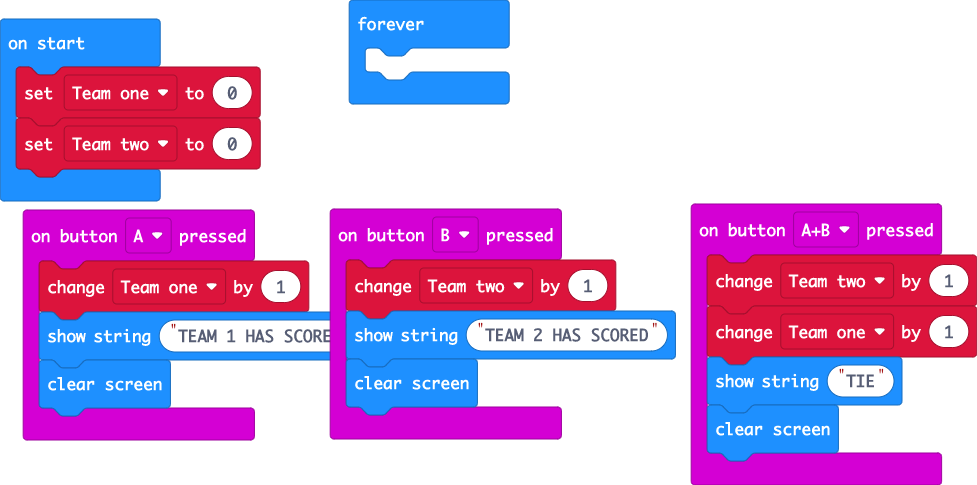 on start
set Team one to 0
set Team two to 0
forever
on button A pressed
change Team one by 1
show string "TEAM 1 HAS SCORE
clear screen
on button B pressed
change Team two by 1
show string "TEAM 2 HAS SCORED"
clear screen
on button A+B pressed
change Team two by 1
change Team one by 1
show string "TIE"
clear screen